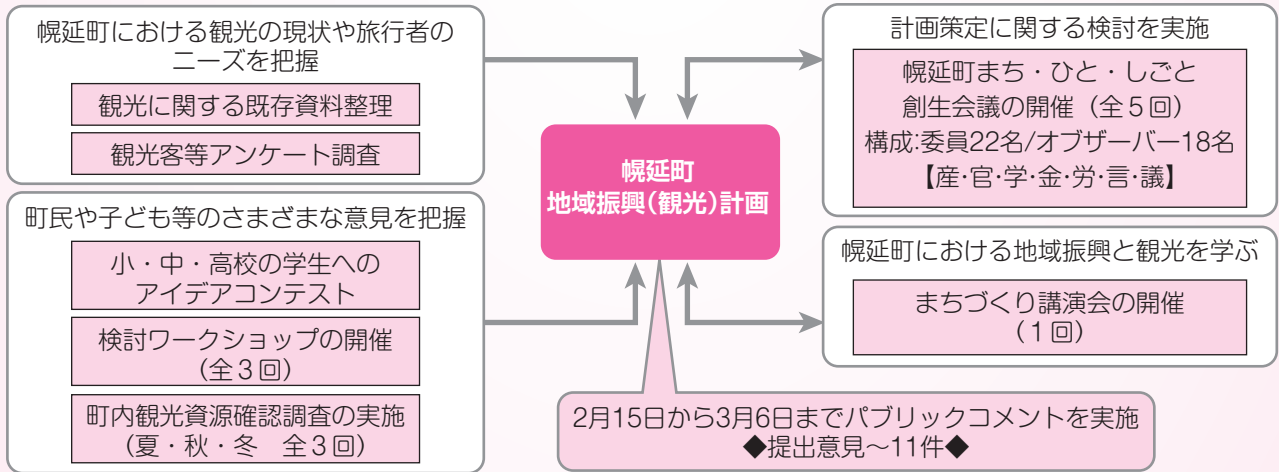 幌延町における観光の現状や旅行者の
ニーズを把握
観光に関する既存資料整理
観光客等アンケート調査
町民や子ども等のさまざまな意見を把握
小・中・高校の学生への
アイデアコンテスト
検討ワークショップの開催
(全３回)
町内観光資源確認調査の実施
(夏・秋・冬　全３回)
幌延町
地域振興(観光)計画
計画策定に関する検討を実施
幌延町まち・ひと・しごと
創生会議の開催（全５回）
構成:委員22名/オブザーバー18名
【産・官・学・金・労・言・議】
幌延町における地域振興と観光を学ぶ
まちづくり講演会の開催
(１回)
2月15日から3月6日までパブリックコメントを実施
◆提出意見～11件◆